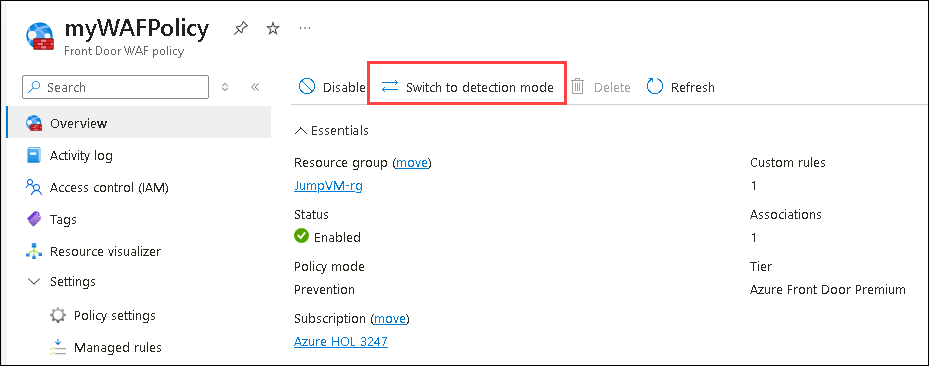 myWAFPolicy
Front Door WAF policy
Search
Disable
Switch to detection mode
Delete
Refresh
Overview
Activity log
Access control (IAM)
Tags
Resource visualizer
Settings
Policy settings
Managed rules
Essentials
Resource group (move)
JumpVM-rg
Status
Enabled
Policy mode
Prevention
Subscription (move)
Azure HOL 3247
Custom rules
1
Associations
1
Tier
Azure Front Door Premium